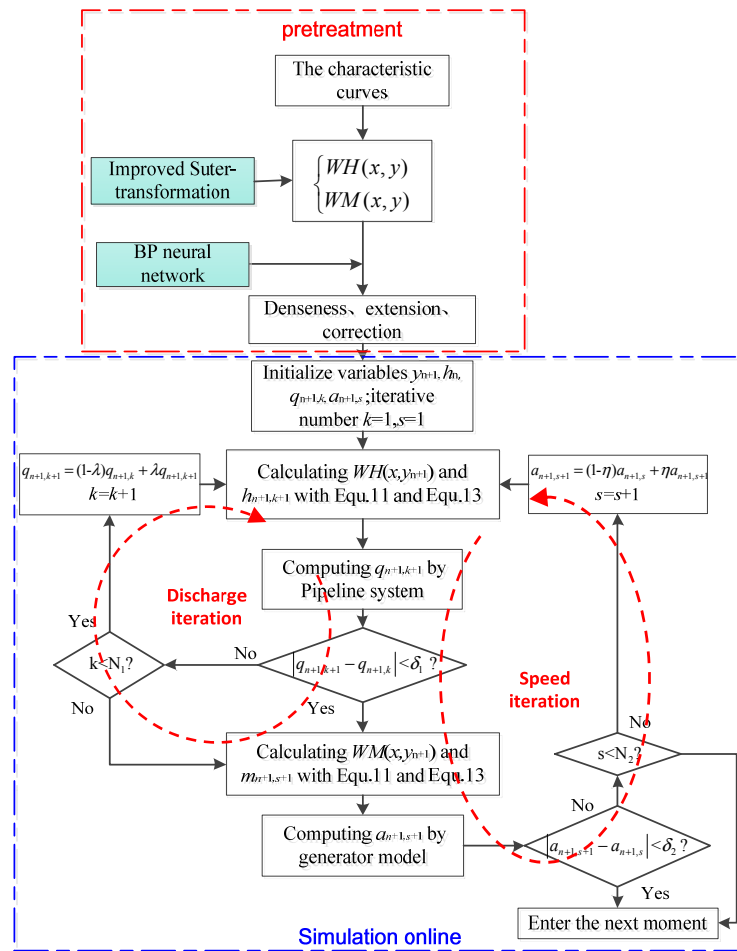 pretreatment
The characteristic
curves
Improved Suter-
transformation
WH(x, y)
WM(x, y)
BP neural
network
Denseness、extension、
correction
Initialize variables yn+1, hn,
qn+1,k, an+1,s ;iterative
number k=1,s=1
qn+1,k+1 = (1-λ)qn+1,k + λqn+1,k+1
k=k+1
Calculating WH(x,yn+1) and
hn+1,k+1 with Equ.11 and Equ.13
an+1,s+1 = (1-η)an+1,s + ηan+1,s+1
s=s+1
Computing qn+1,k+1 by
Pipeline system
Discharge
iteration
Yes
k<N1?
No
|qn+1,k+1 − qn+1,k| <δ1 ?
No
Yes
Speed
iteration
Calculating WM(x,yn+1) and
mn+1,s+1 with Equ.11 and Equ.13
No
s<N2?
Computing an+1,s+1 by
generator model
No
|an+1,s+1 − an+1,s| <δ2 ?
Yes
Enter the next moment
Simulation online